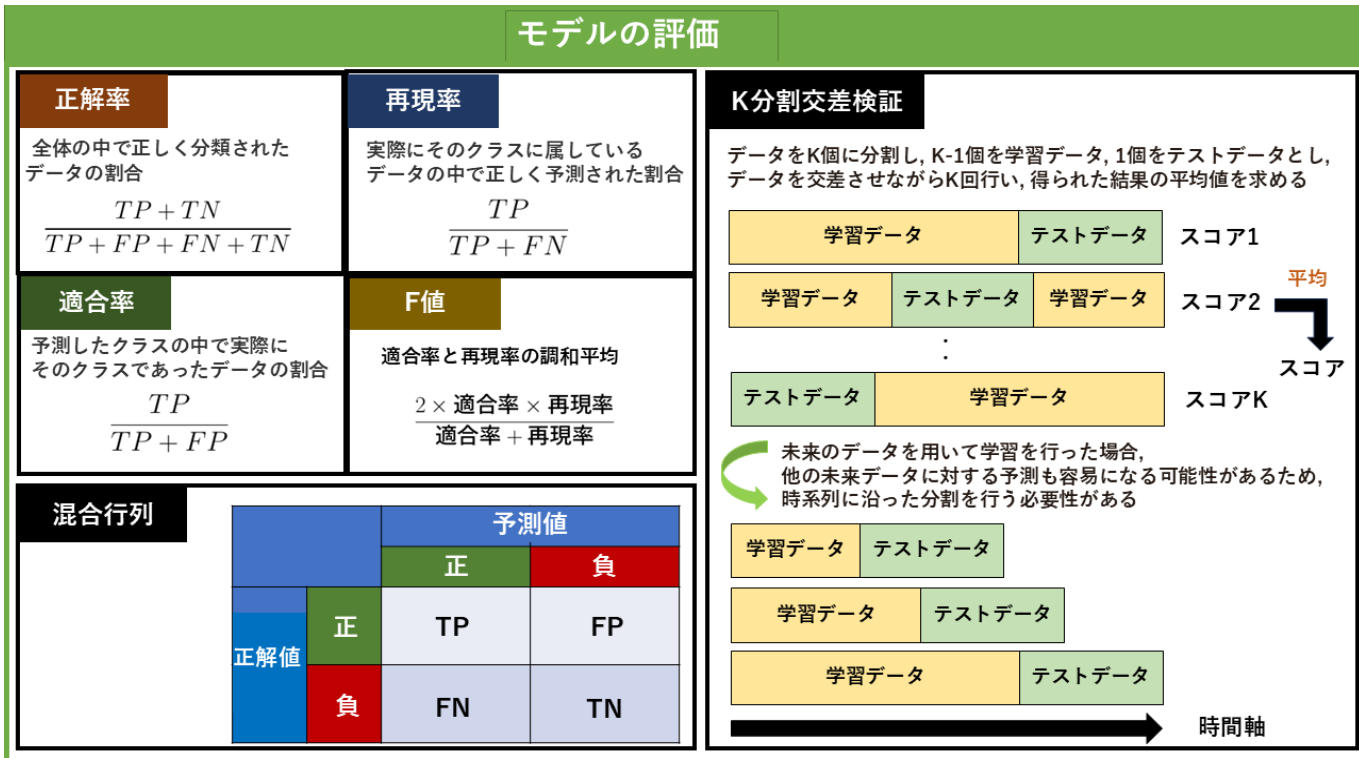 モデルの評価
正解率
全体の中で正しく分類された
データの割合
TP + TN
TP + FP + FN + TN
再現率
実際にそのクラスに属している
データの中で正しく予測された割合
TP
TP + FN
適合率
予測したクラスの中で実際に
そのクラスであったデータの割合
TP
TP + FP
F値
適合率と再現率の調和平均
2 × 適合率 × 再現率
適合率 + 再現率
混合行列
予測値
正 負
正解値
正 TP FP
負 FN TN
K分割交差検証
データをK個に分割し, K-1個を学習データ, 1個をテストデータとし,
データを交差させながらK回行い, 得られた結果の平均値を求める
学習データ テストデータ スコア1
学習データ テストデータ 学習データ スコア2
平均
:
スコア
テストデータ 学習データ スコアK
未来のデータを用いて学習を行った場合,
他の未来データに対する予測も容易になる可能性があるため,
時系列に沿った分割を行う必要性がある
学習データ テストデータ
学習データ テストデータ
学習データ テストデータ
時間軸